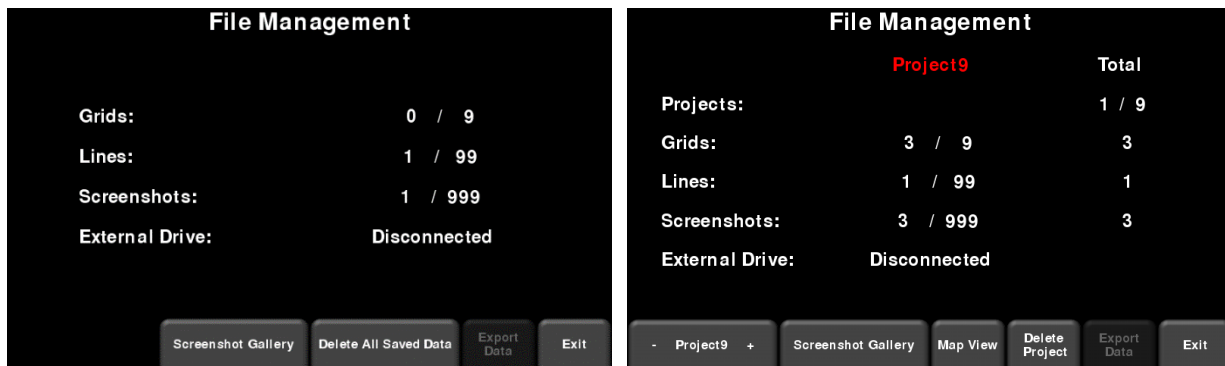 File Management
Grids: 0 / 9
Lines: 1 / 99
Screenshots: 1 / 999
External Drive: Disconnected
Screenshot Gallery Delete All Saved Data Export Data Exit
File Management
Project9 Total
Projects: 1 / 9
Grids: 3 / 9 3
Lines: 1 / 99 1
Screenshots: 3 / 999 3
External Drive: Disconnected
- Project9 + Screenshot Gallery Map View Delete Project Export Data Exit